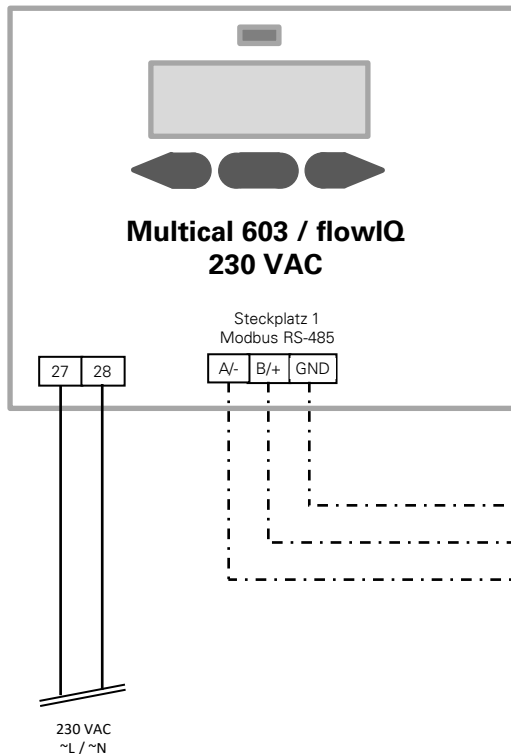 Multical 603 / flowIQ
230 VAC
Steckplatz 1
Modbus RS-485
27 28 A/- B/+ GND
230 VAC
~L / ~N